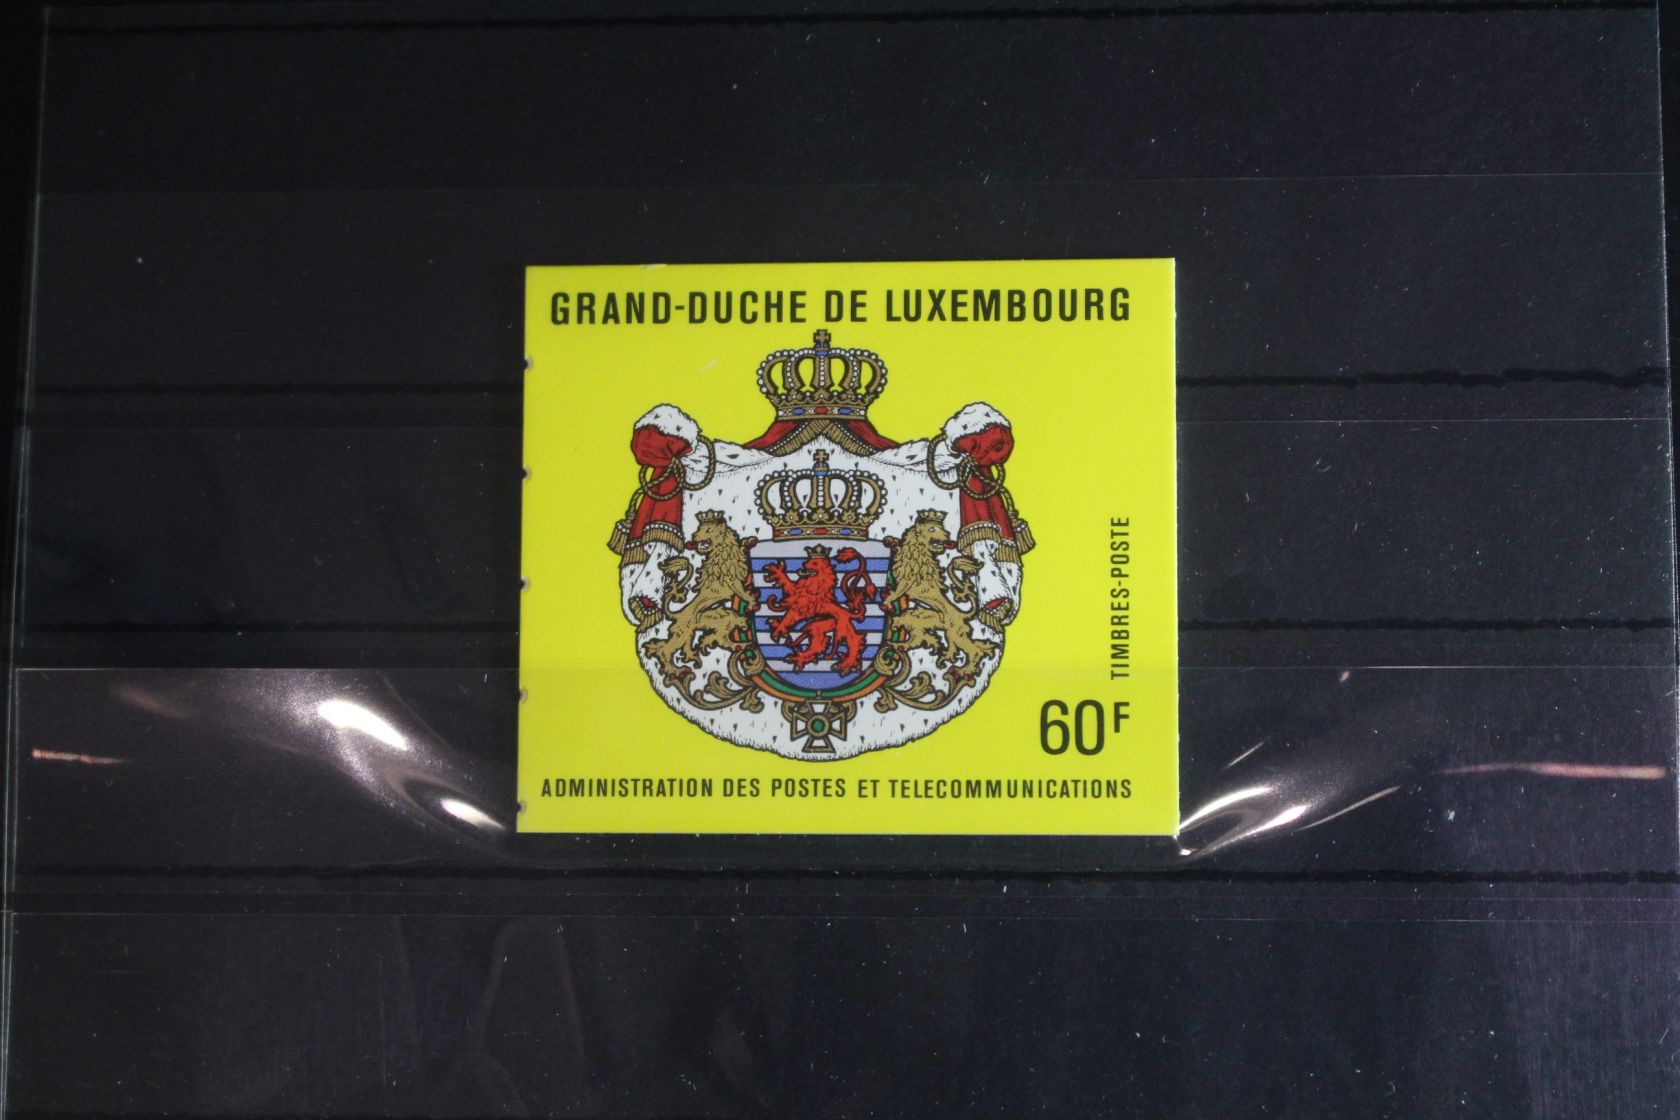 GRAND-DUCHE DE LUXEMBOURG
TIMBRES-POSTE
60F
ADMINISTRATION DES POSTES ET TELECOMMUNICATIONS